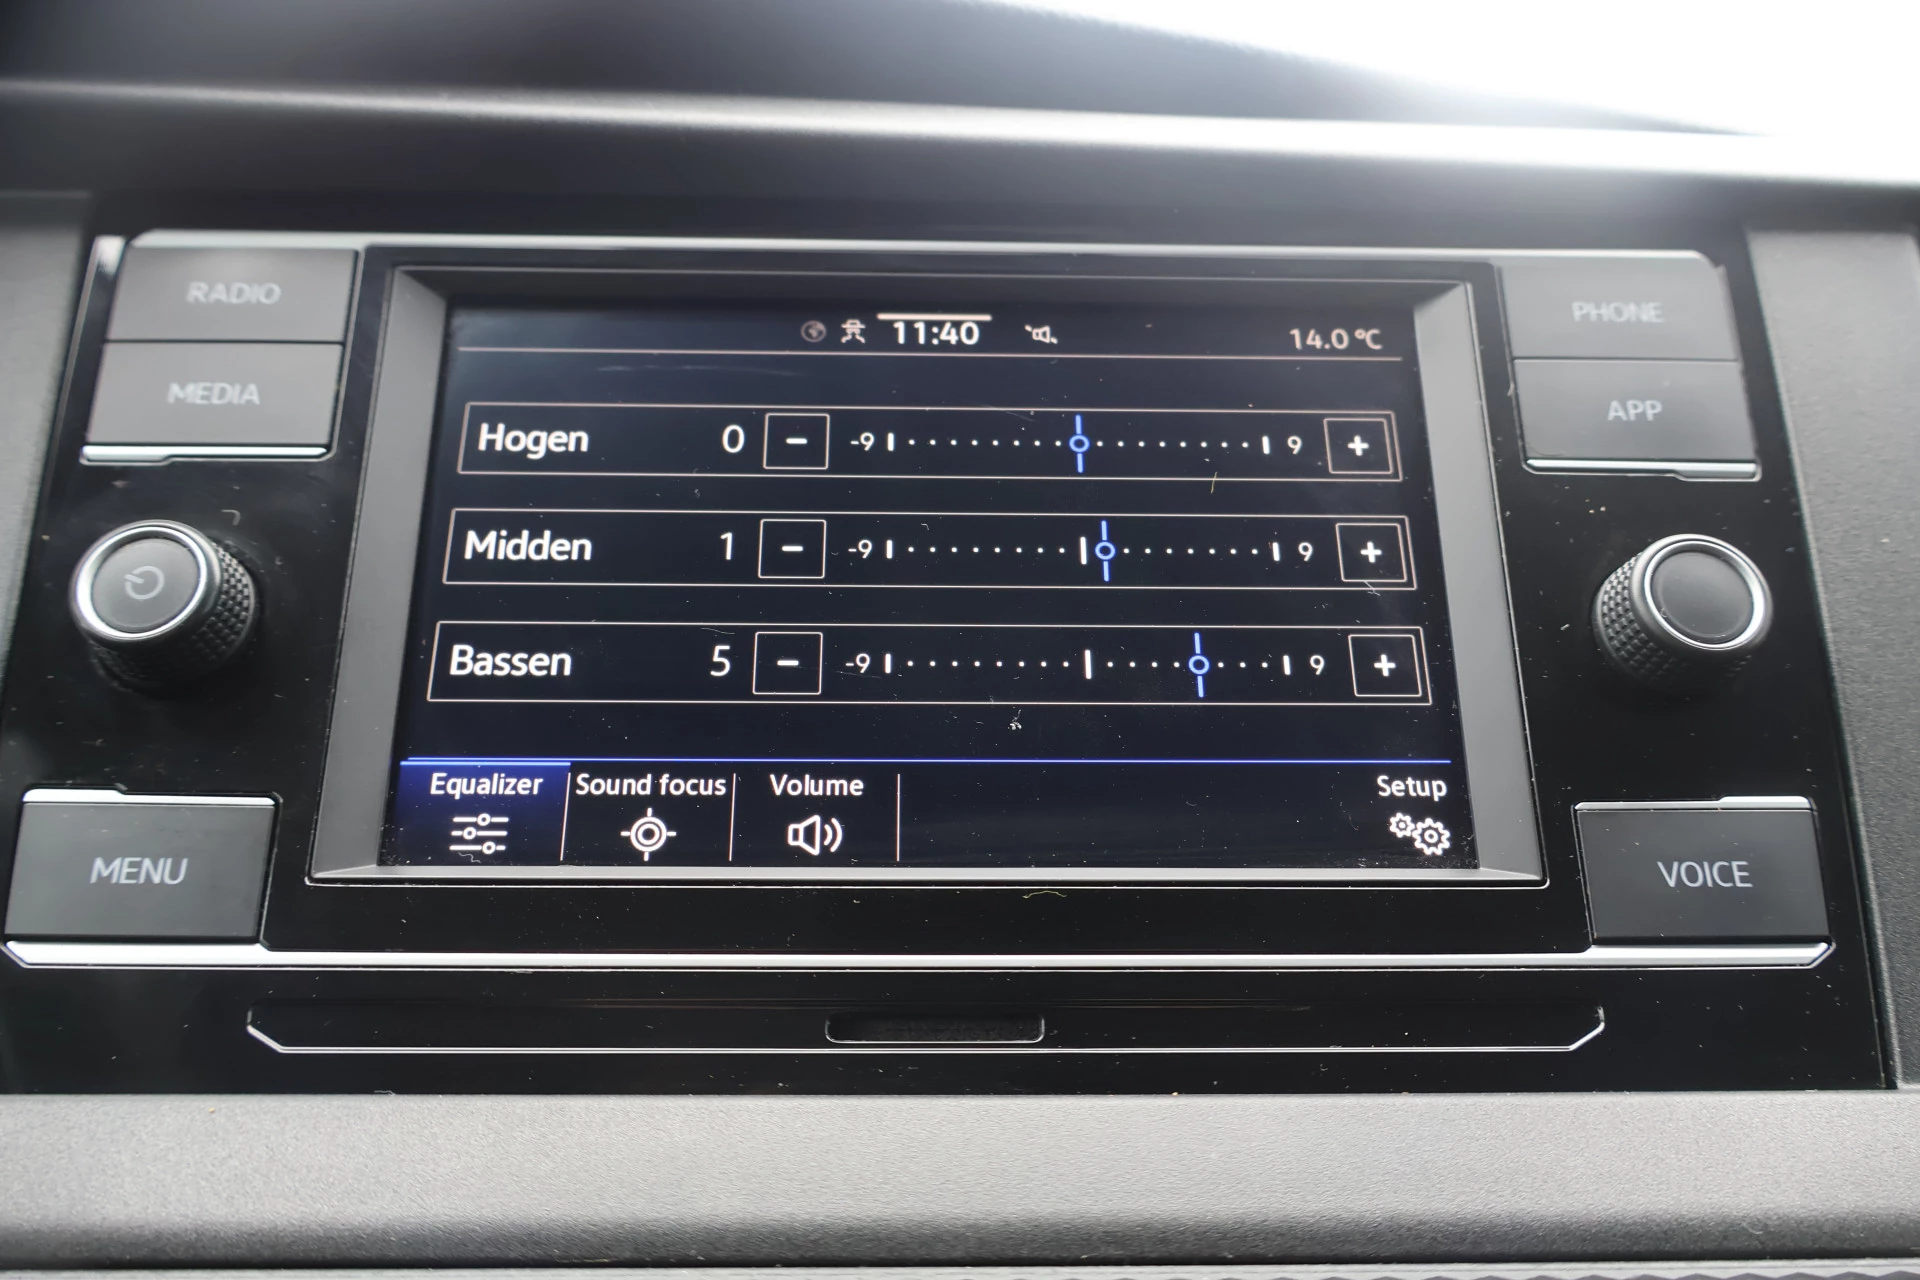 RADIO
MEDIA
MENU
11:40
14.0 °C
Hogen 0 - -9 9 +
Midden 1 - -9 9 +
Bassen 5 - -9 9 +
Equalizer Sound focus Volume Setup
PHONE
APP
VOICE